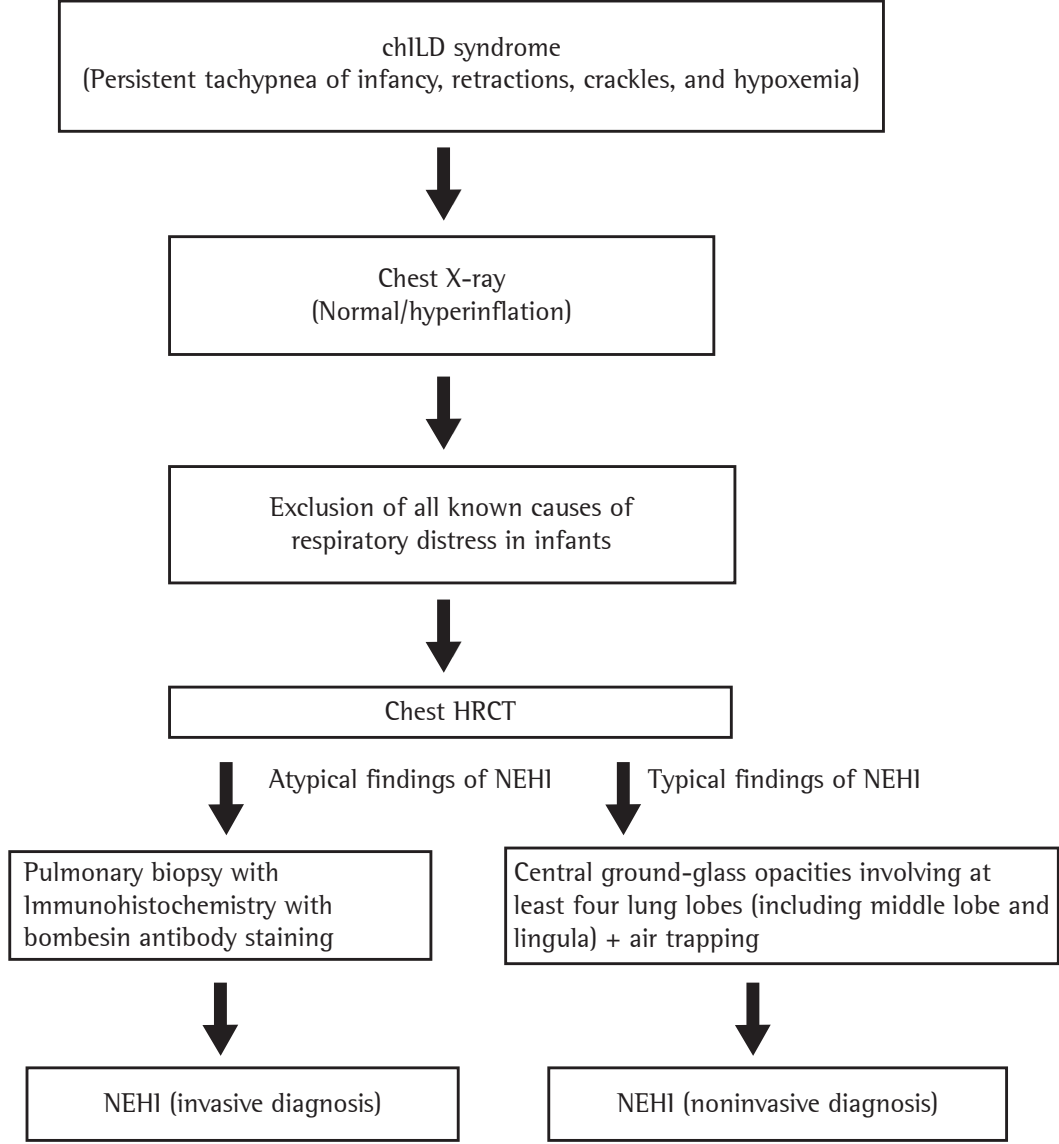 chILD syndrome
(Persistent tachypnea of infancy, retractions, crackles, and hypoxemia)
Chest X-ray
(Normal/hyperinflation)
Exclusion of all known causes of
respiratory distress in infants
Chest HRCT
Atypical findings of NEHI
Typical findings of NEHI
Pulmonary biopsy with
Immunohistochemistry with
bombesin antibody staining
Central ground-glass opacities involving at
least four lung lobes (including middle lobe and
lingula) + air trapping
NEHI (invasive diagnosis)
NEHI (noninvasive diagnosis)